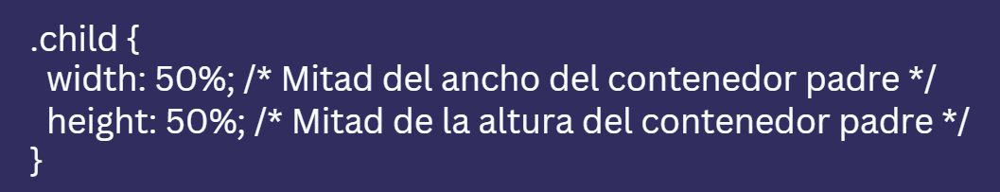 .child {
width: 50%; /* Mitad del ancho del contenedor padre */
height: 50%; /* Mitad de la altura del contenedor padre */
}